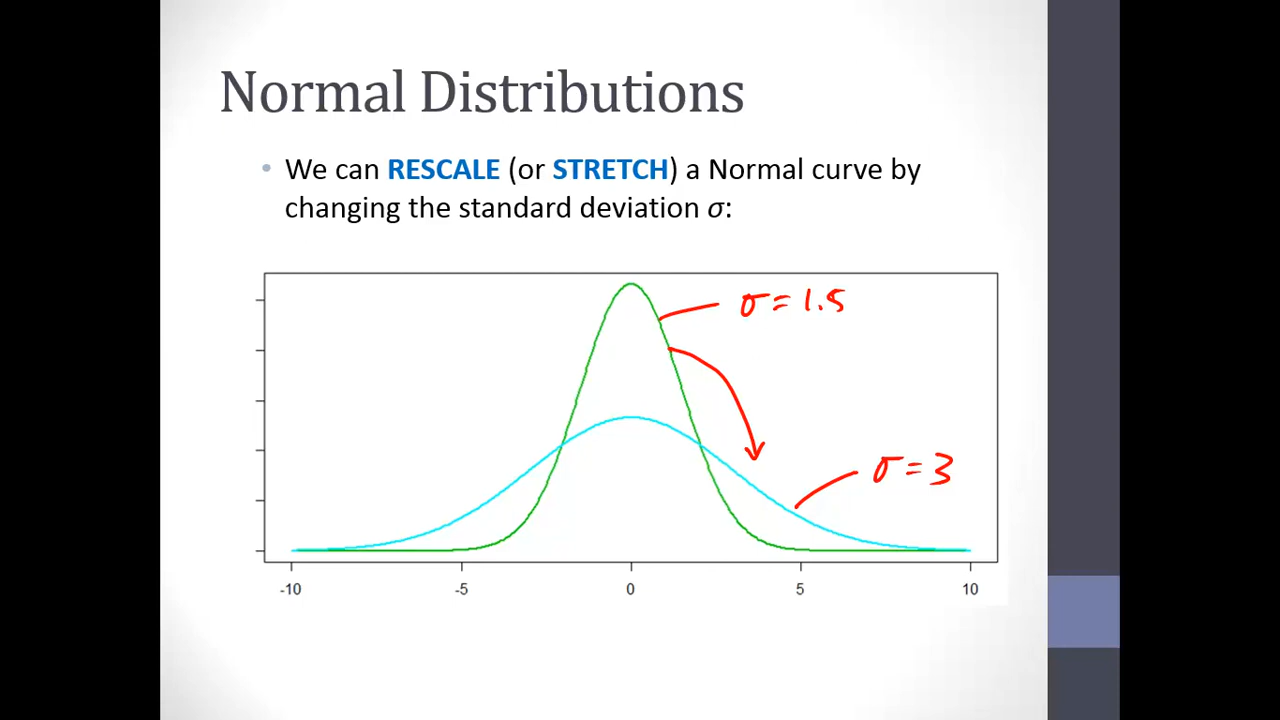 Normal Distributions
• We can RESCALE (or STRETCH) a Normal curve by
changing the standard deviation σ:
σ = 1.5
σ = 3
-10 -5 0 5 10